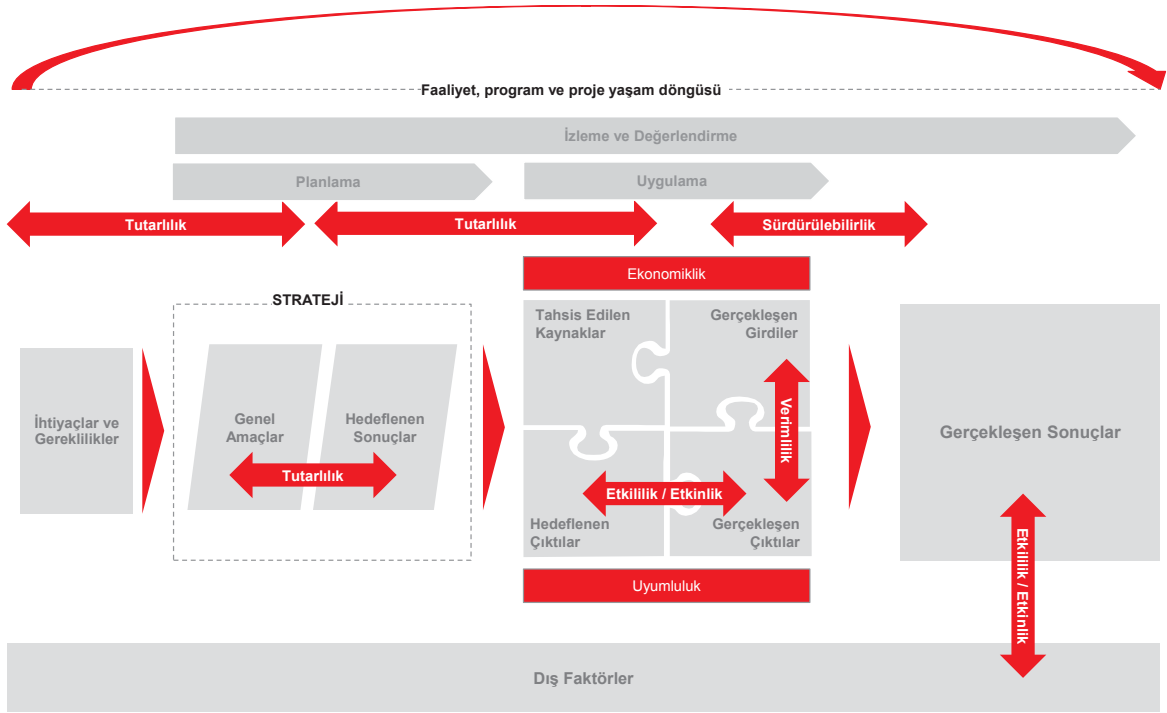 Faaliyet, program ve proje yaşam döngüsü
İzleme ve Değerlendirme
Planlama
Uygulama
Tutarlılık
Tutarlılık
Sürdürülebilirlik
Ekonomiklik
STRATEJİ
Tahsis Edilen
Kaynaklar
Gerçekleşen
Girdiler
İhtiyaçlar ve
Gereklilikler
Genel
Amaçlar
Hedeflenen
Sonuçlar
Tutarlılık
Verimlilik
Etkililik / Etkinlik
Hedeflenen
Çıktılar
Gerçekleşen
Çıktılar
Gerçekleşen Sonuçlar
Uyumluluk
Etkililik / Etkinlik
Dış Faktörler